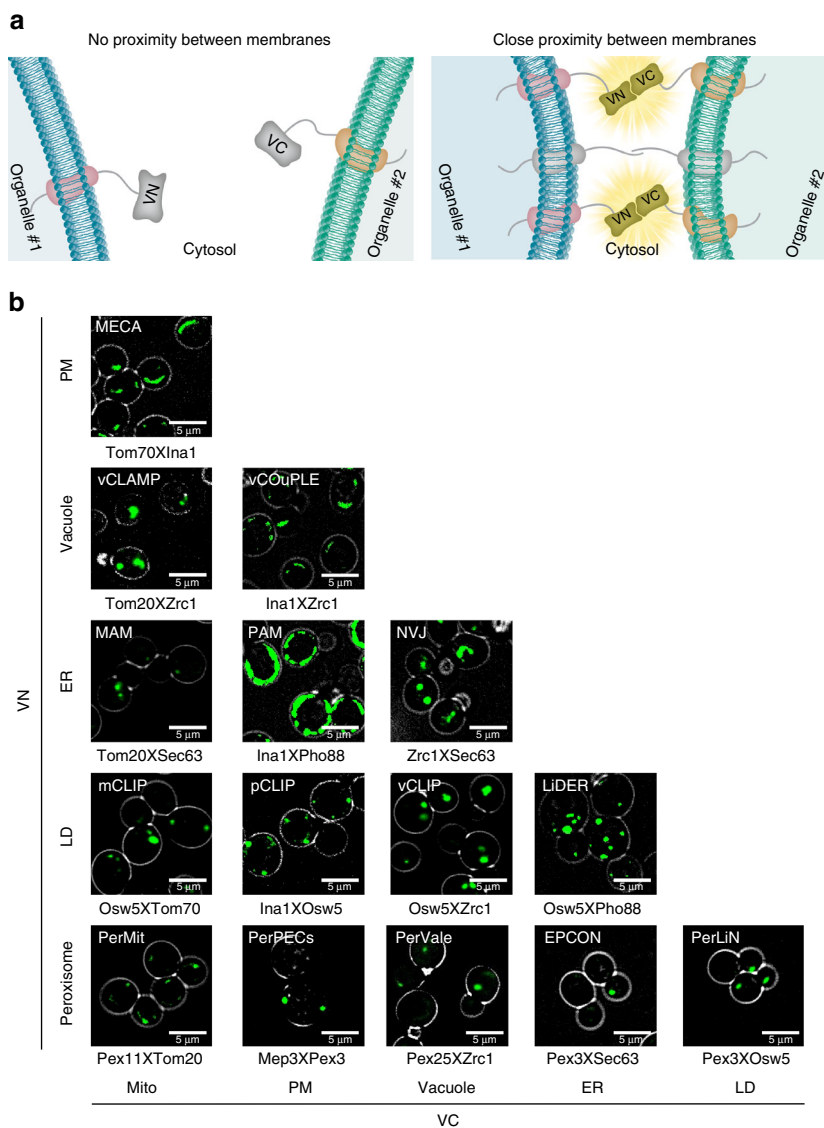 a
No proximity between membranes
Close proximity between membranes
Organelle #1
VN
VC
Cytosol
Organelle #2
Organelle #1
VN
VC
VN
VC
Cytosol
Organelle #2
b
VN
PM
MECA
5 µm
Tom70XIna1
Vacuole
vCLAMP
5 µm
vCOuPLE
5 µm
Tom20XZrc1
Ina1XZrc1
ER
MAM
5 µm
PAM
5 µm
NVJ
5 µm
Tom20XSec63
Ina1XPho88
Zrc1XSec63
LD
mCLIP
5 µm
pCLIP
5 µm
vCLIP
5 µm
LiDER
5 µm
Osw5XTom70
Ina1XOsw5
Osw5XZrc1
Osw5XPho88
Peroxisome
PerMit
5 µm
PerPECs
5 µm
PerVale
5 µm
EPCON
5 µm
PerLiN
5 µm
Pex11XTom20
Mep3XPex3
Pex25XZrc1
Pex3XSec63
Pex3XOsw5
Mito
PM
Vacuole
ER
LD
VC